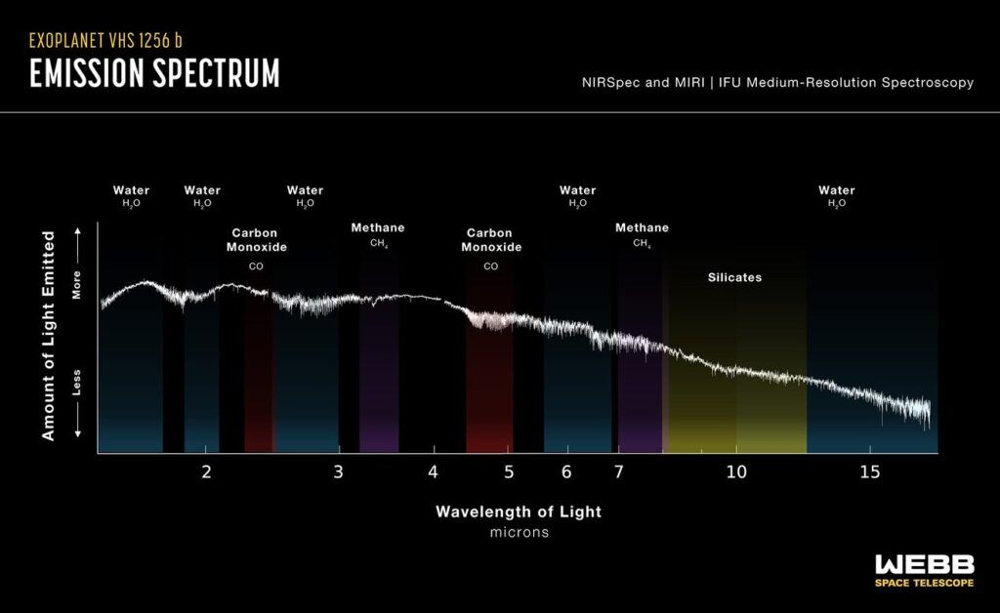 EXOPLANET VHS 1256 b
EMISSION SPECTRUM
NIRSpec and MIRI | IFU Medium-Resolution Spectroscopy
Water
H₂O
Water
H₂O
Water
H₂O
Water
H₂O
Water
H₂O
Carbon
Monoxide
CO
Methane
CH₄
Carbon
Monoxide
CO
Methane
CH₄
Silicates
Amount of Light Emitted
More
Less
2 3 4 5 6 7 10 15
Wavelength of Light
microns
WEBB
SPACE TELESCOPE